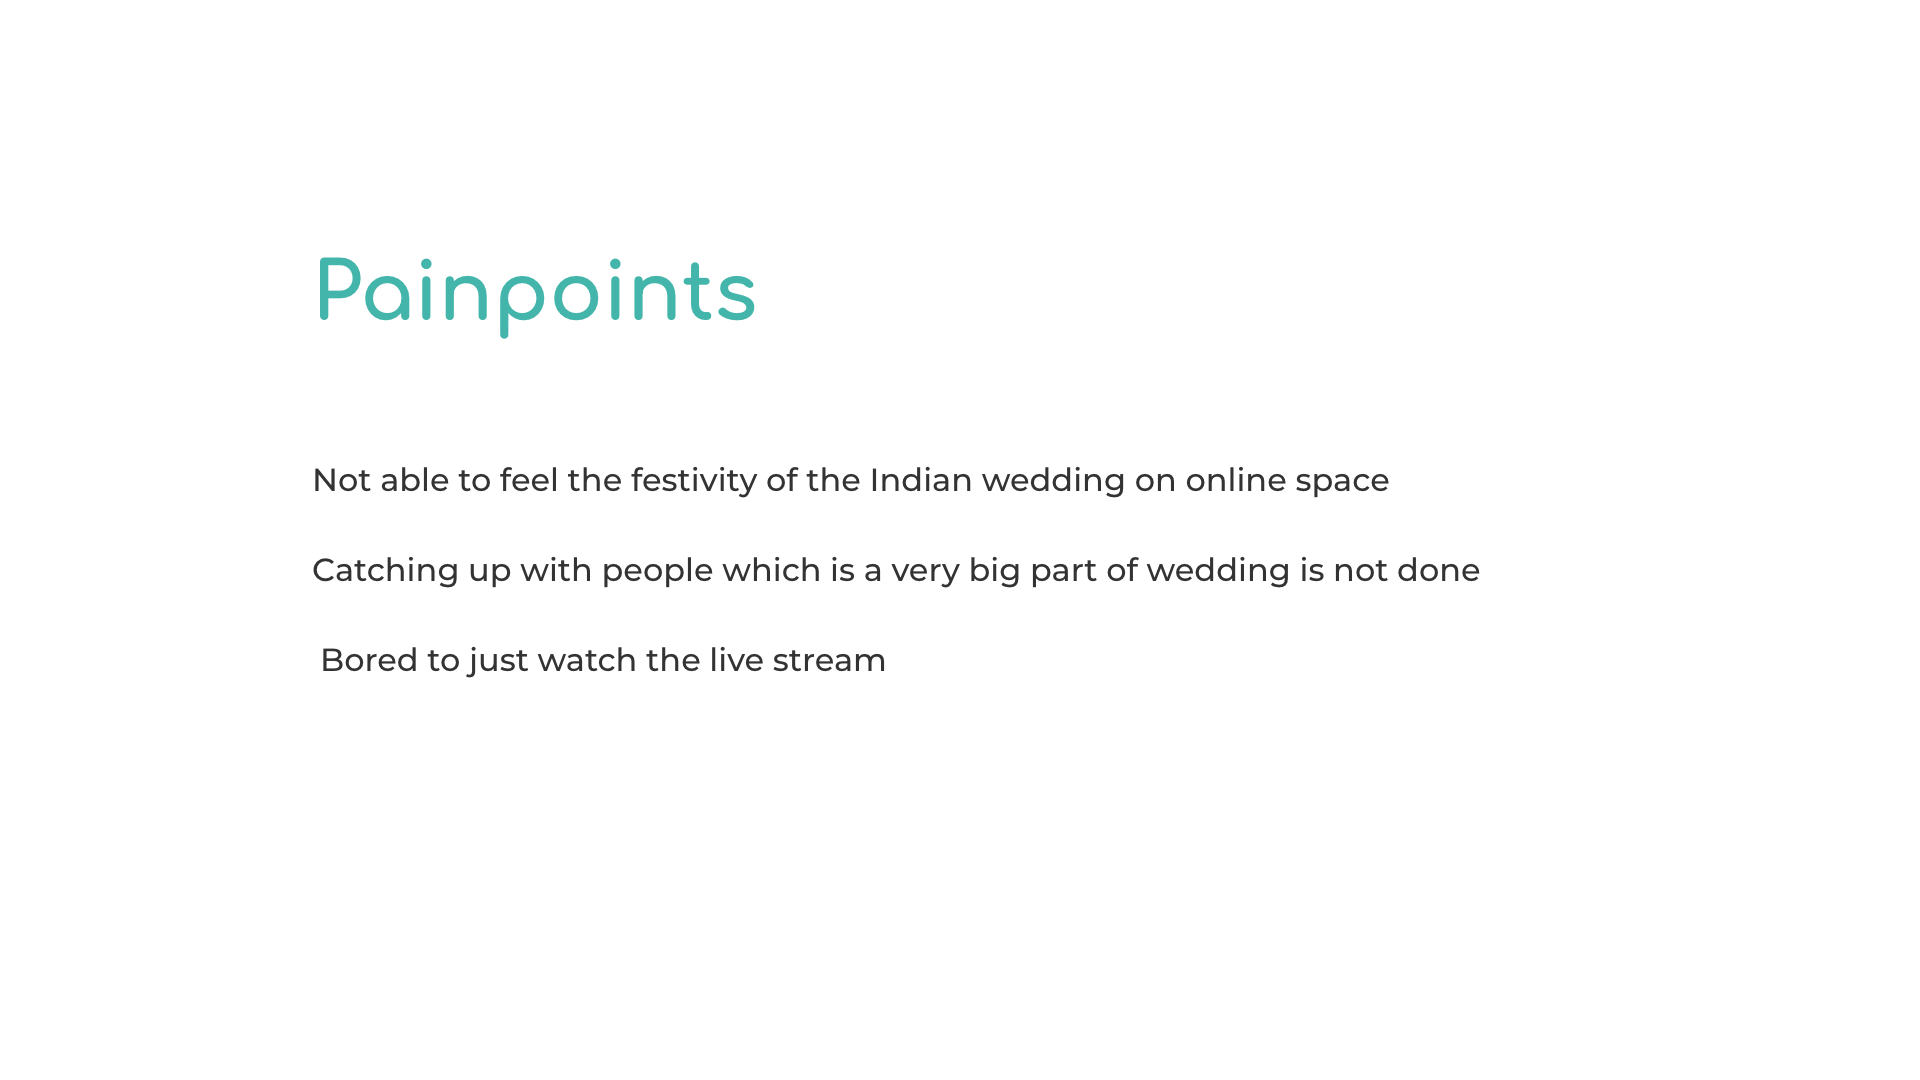 Painpoints
Not able to feel the festivity of the Indian wedding on online space
Catching up with people which is a very big part of wedding is not done
Bored to just watch the live stream